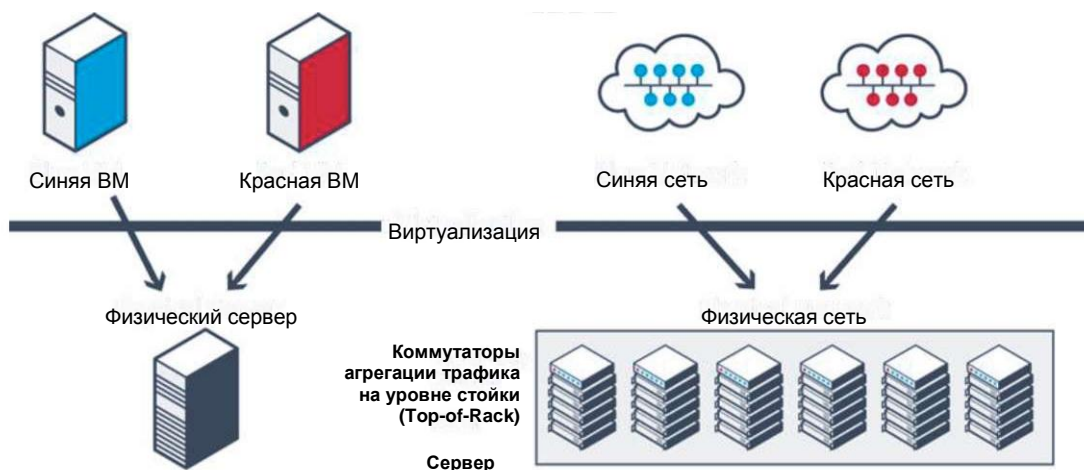 Синяя ВМ
Красная ВМ
Синяя сеть
Красная сеть
Виртуализация
Физический сервер
Физическая сеть
Коммутаторы
агрегации трафика
на уровне стойки
(Top-of-Rack)
Сервер